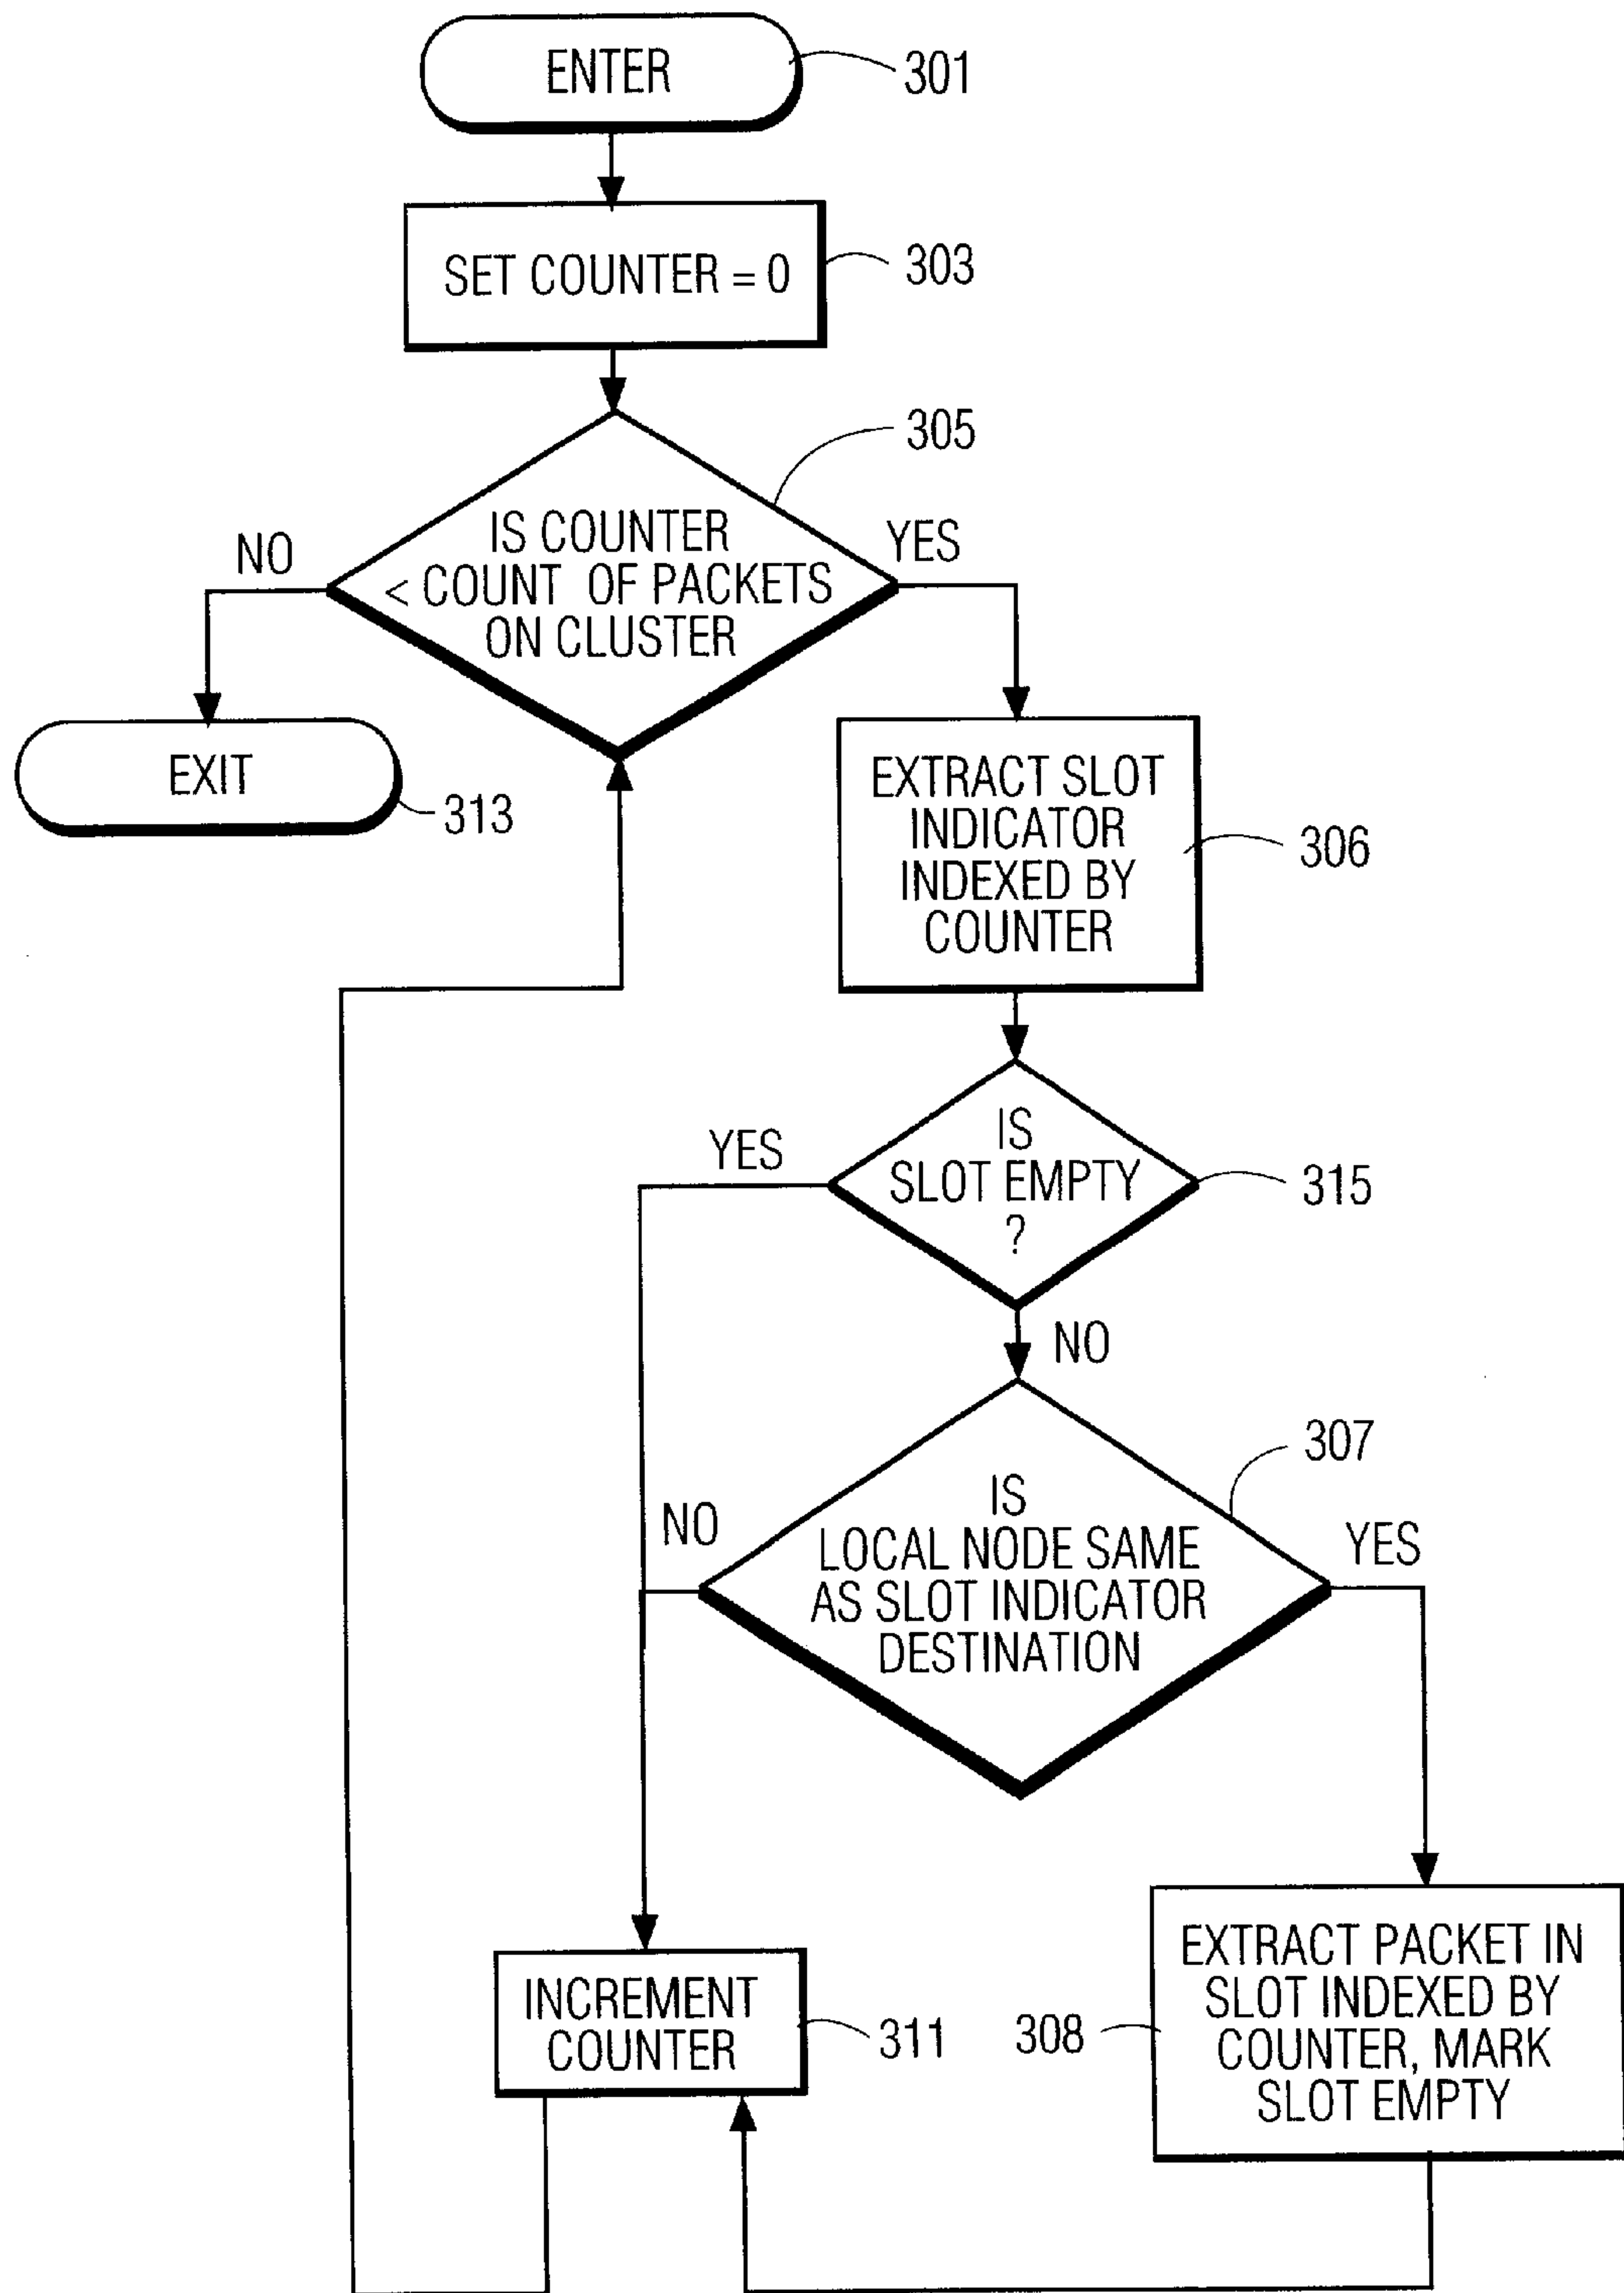 ENTER
301
SET COUNTER = 0
303
305
IS COUNTER
< COUNT OF PACKETS
ON CLUSTER
NO
YES
EXIT
313
EXTRACT SLOT
INDICATOR
INDEXED BY
COUNTER
306
IS
SLOT EMPTY
?
YES
315
NO
307
IS
LOCAL NODE SAME
AS SLOT INDICATOR
DESTINATION
NO
YES
INCREMENT
COUNTER
311
308
EXTRACT PACKET IN
SLOT INDEXED BY
COUNTER, MARK
SLOT EMPTY